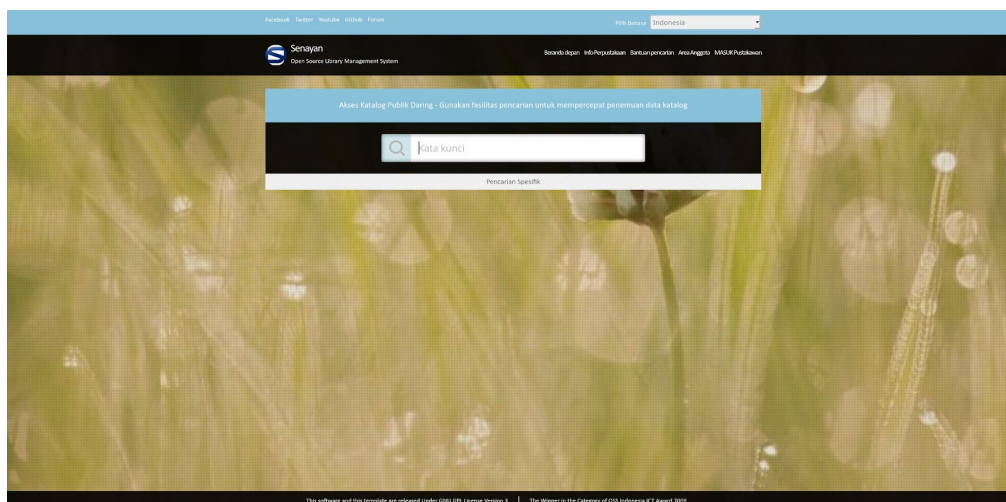 Facebook Twitter Youtube Github Forum
Pilih Bahasa Indonesia
Senayan
Open Source Library Management System
Beranda depan Info Perpustakaan Bantuan pencarian Area Anggota MASUK Pustakawan
Akses Katalog Publik Daring - Gunakan fasilitas pencarian untuk mempercepat penemuan data katalog
Kata kunci
Pencarian Spesifik
This software and this template are released Under GNU GPL License Version 3 | The Winner in the Category of OSS Indonesia ICT Award 2009